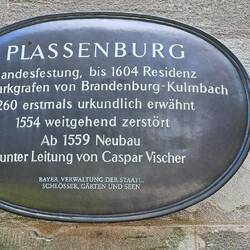 PLASSENBURG
andesfestung, bis 1604 Residenz
arkgrafen von Brandenburg-Kulmbach
260 erstmals urkundlich erwähnt
1554 weitgehend zerstört
Ab 1559 Neubau
unter Leitung von Caspar Vischer
BAYER. VERWALTUNG DER STAATL.
SCHLÖSSER, GÄRTEN UND SEEN